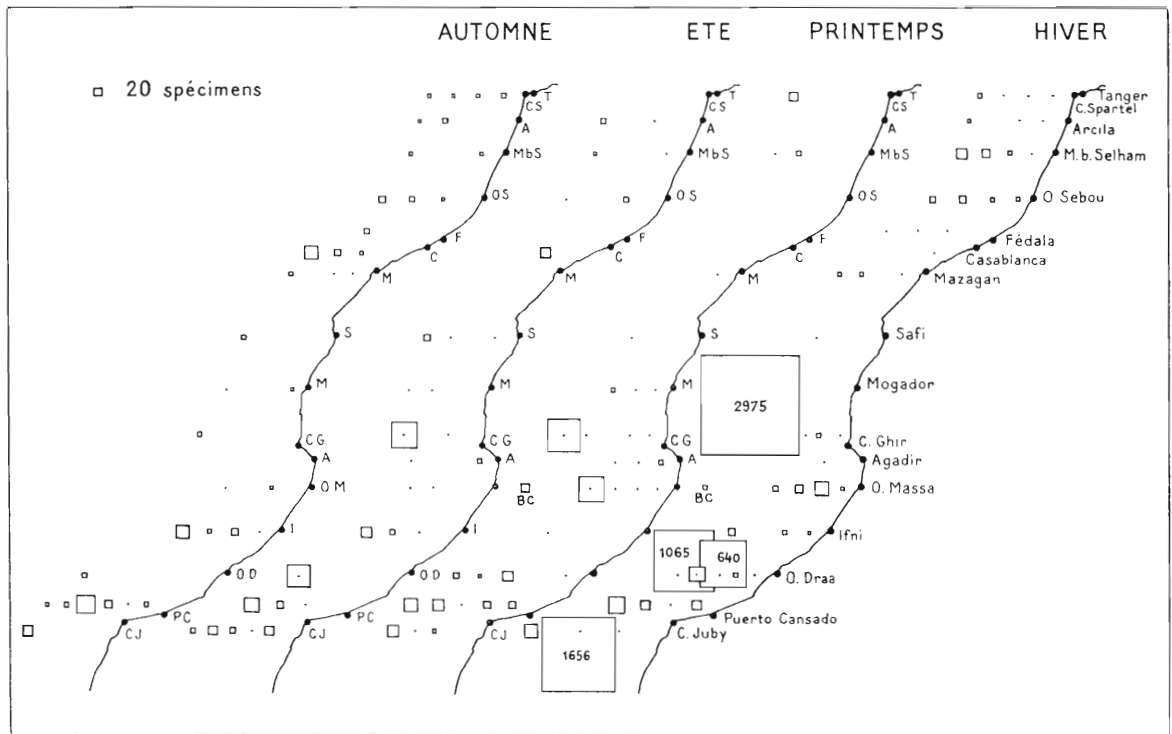 AUTOMNE ETE PRINTEMPS HIVER
20 spécimens
T T Tanger
CS CS CS C. Spartel
A A A Arcila
MbS MbS MbS M. b. Selham
OS OS OS O Sebou
F F F Fédala
C C C Casablanca
M M M Mazagan
S S S Safi
M M M Mogador
2975
CG CG CG C. Ghir
A A A Agadir
OM BC BC O. Massa
I I Ifni
1065 640
OD OD O. Draa
PC PC Puerto Cansado
CJ CJ CJ C. Juby
1656